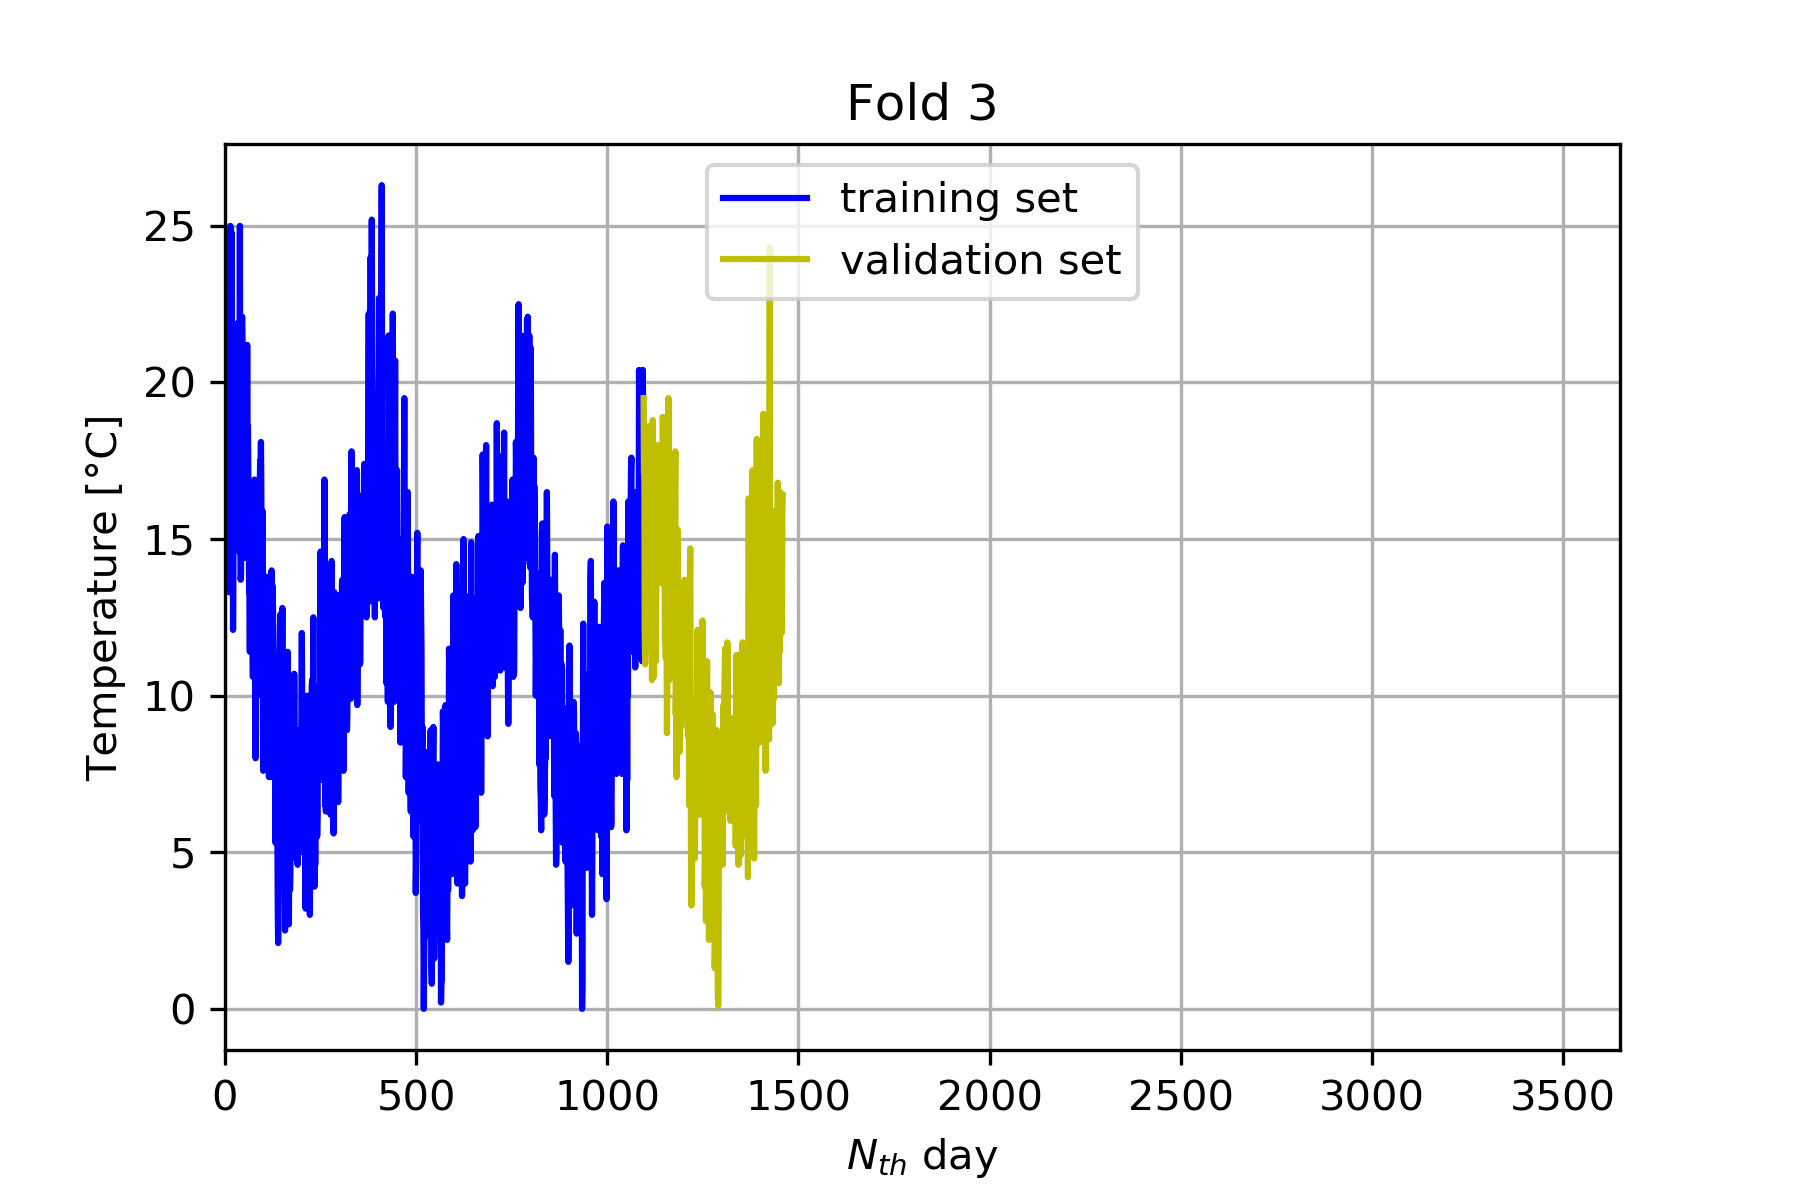 Fold 3
training set
validation set
25
20
15
10
5
0
Temperature [°C]
0 500 1000 1500 2000 2500 3000 3500
Nth day